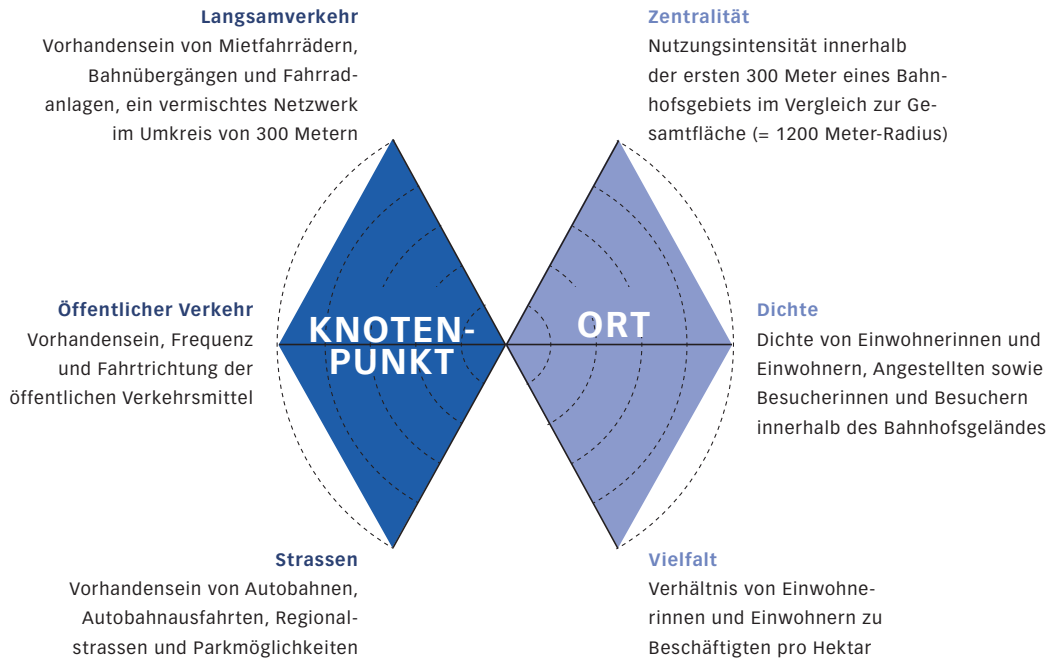 Langsamverkehr
Vorhandensein von Mietfahrrädern,
Bahnübergängen und Fahrrad-
anlagen, ein vermischtes Netzwerk
im Umkreis von 300 Metern
Zentralität
Nutzungsintensität innerhalb
der ersten 300 Meter eines Bahn-
hofsgebiets im Vergleich zur Ge-
samtfläche (= 1200 Meter-Radius)
Öffentlicher Verkehr
Vorhandensein, Frequenz
und Fahrtrichtung der
öffentlichen Verkehrsmittel
KNOTEN-
PUNKT
ORT
Dichte
Dichte von Einwohnerinnen und
Einwohnern, Angestellten sowie
Besucherinnen und Besuchern
innerhalb des Bahnhofsgeländes
Strassen
Vorhandensein von Autobahnen,
Autobahnausfahrten, Regional-
strassen und Parkmöglichkeiten
Vielfalt
Verhältnis von Einwohne-
rinnen und Einwohnern zu
Beschäftigten pro Hektar